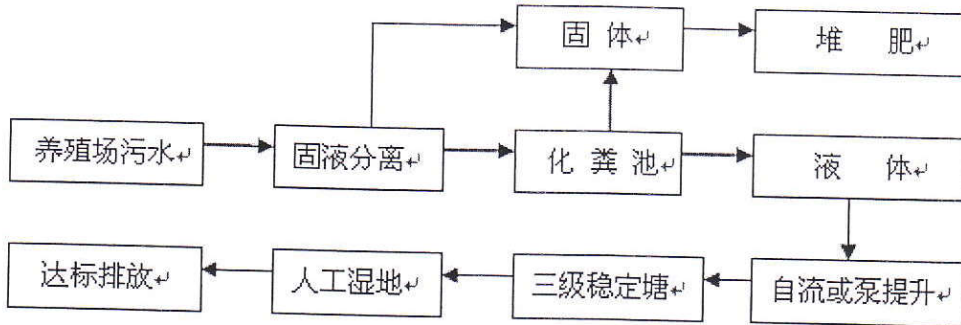 固 体↵
堆 肥↵
养殖场污水↵
固液分离↵
化 粪 池↵
液 体↵
达标排放↵
人工湿地↵
三级稳定塘↵
自流或泵提升↵